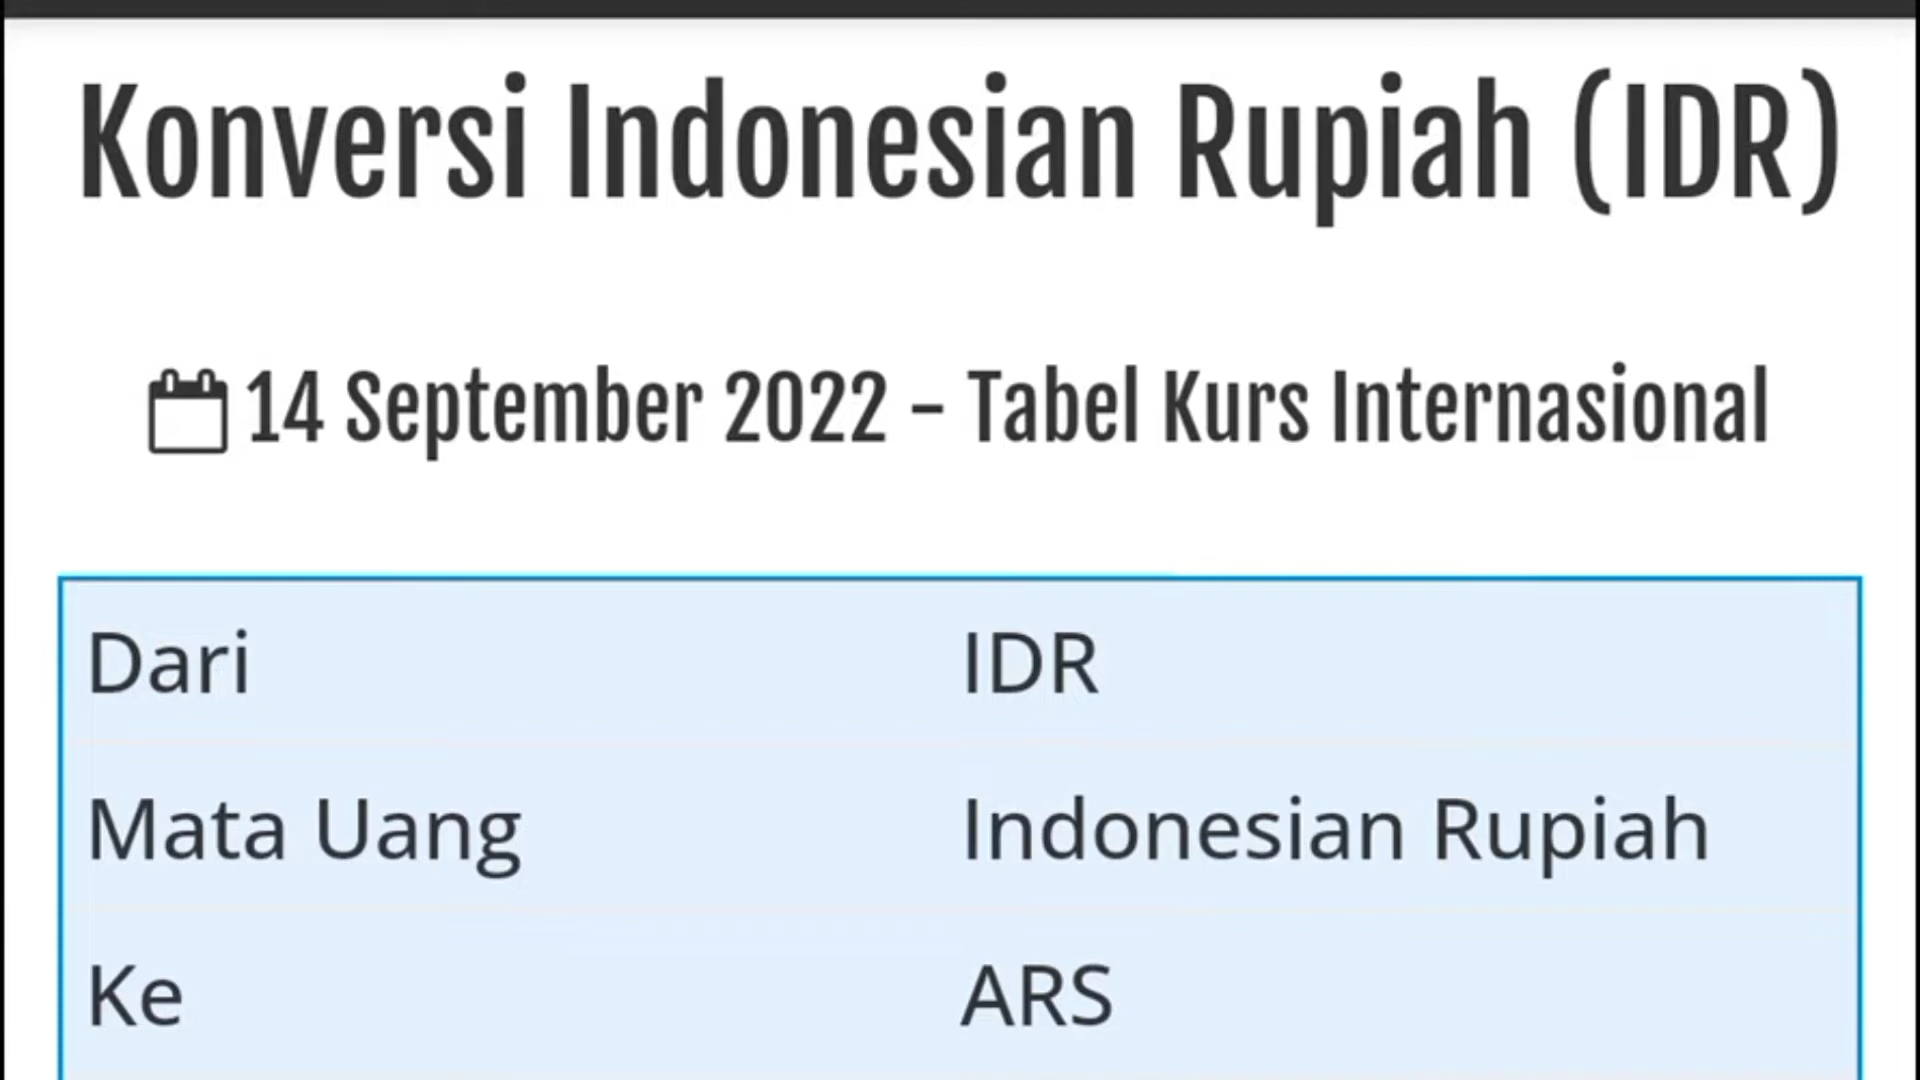 Konversi Indonesian Rupiah (IDR)
14 September 2022 - Tabel Kurs Internasional
Dari IDR
Mata Uang Indonesian Rupiah
Ke ARS